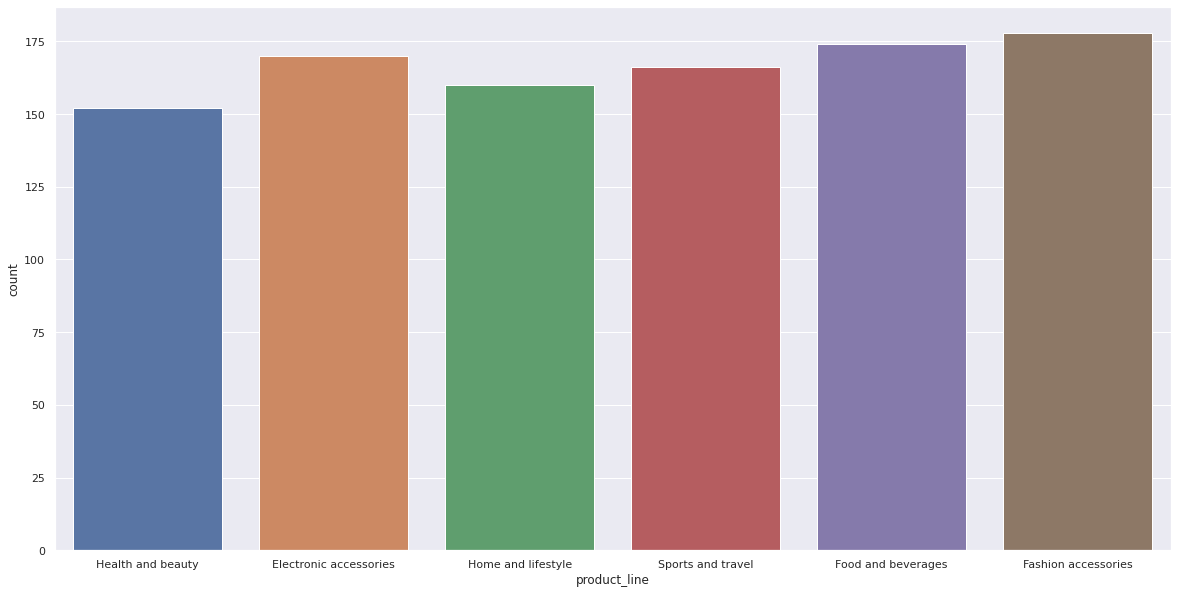 175
150
125
100
75
50
25
0
count
Health and beauty
Electronic accessories
Home and lifestyle
Sports and travel
Food and beverages
Fashion accessories
product_line